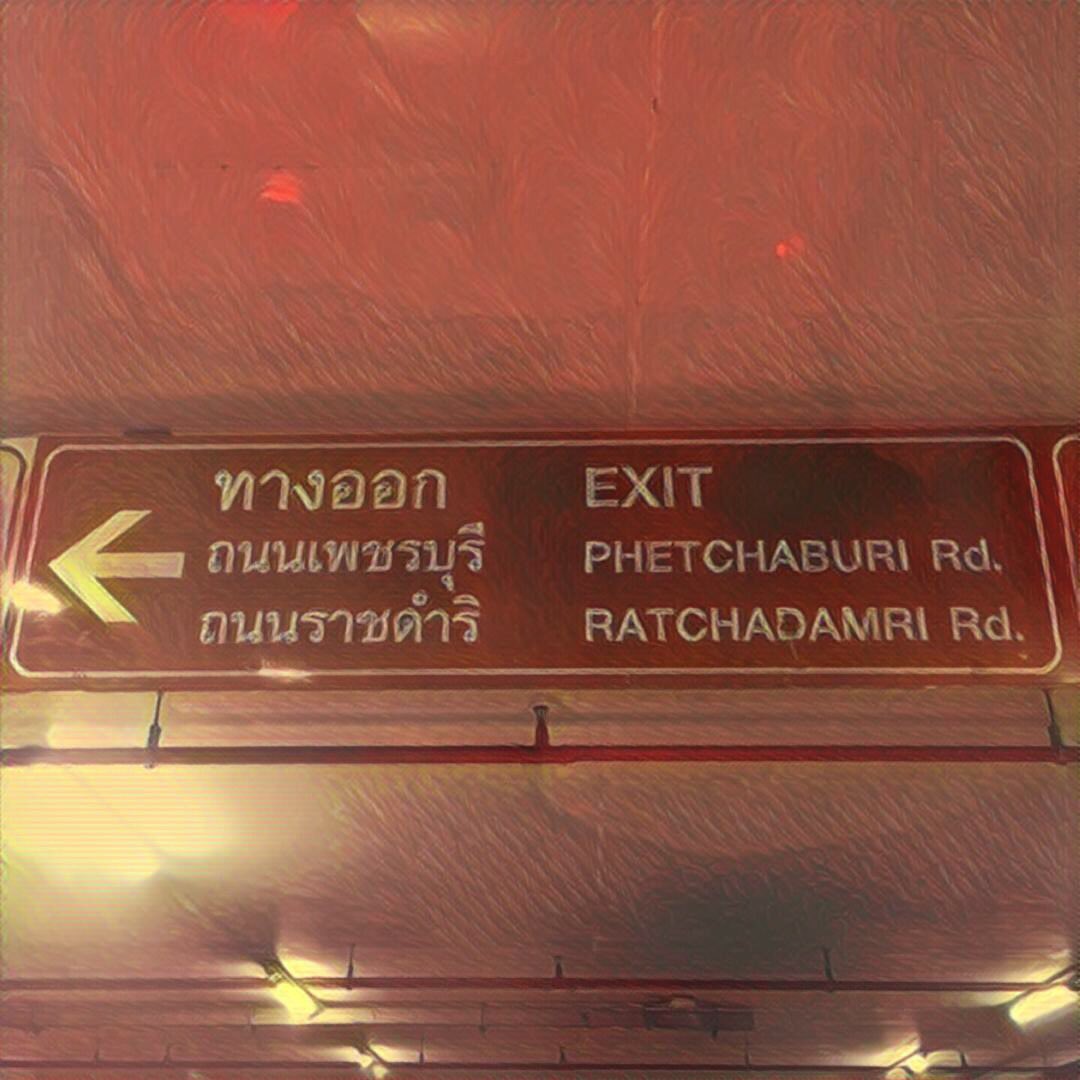 ทางออก EXIT
ถนนเพชรบุรี PHETCHABURI Rd.
ถนนราชดำริ RATCHADAMRI Rd.